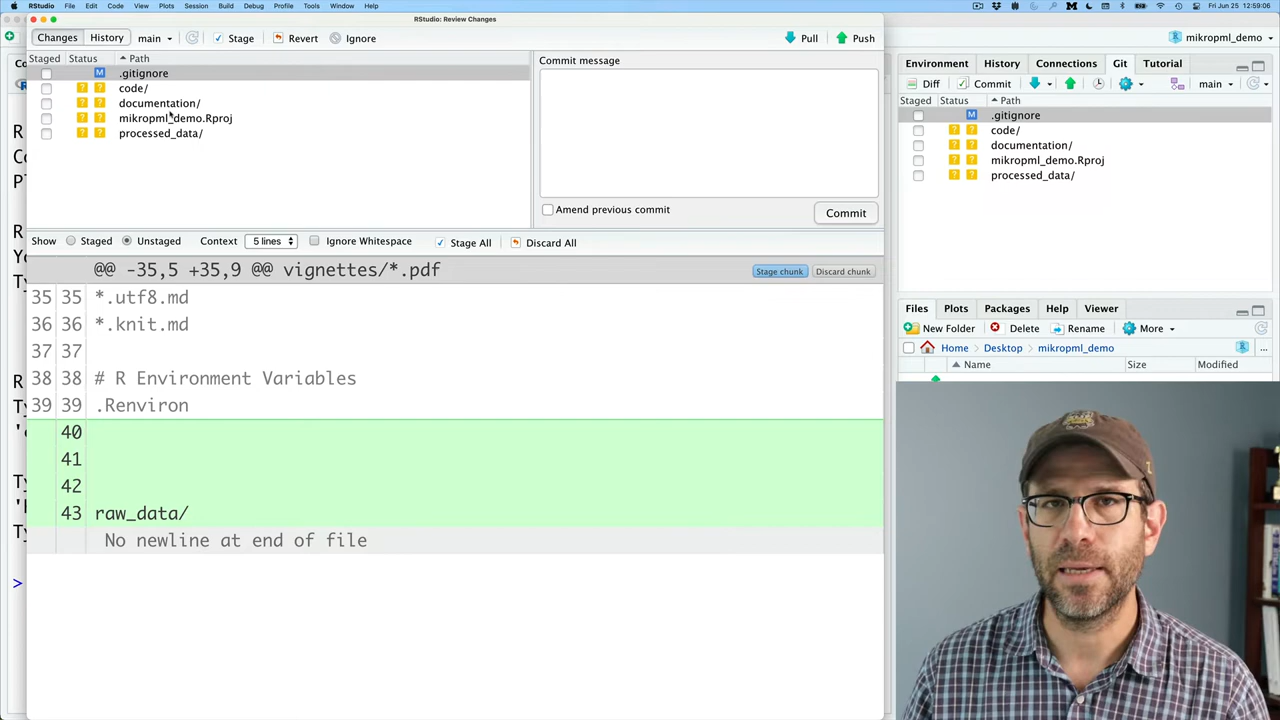 RStudio File Edit Code View Plots Session Build Debug Profile Tools Window Help
Fri Jun 25 12:59:06
RStudio: Review Changes
Changes History main Stage Revert Ignore Pull Push
mikropml_demo
Staged Status Path
.gitignore
code/
documentation/
mikropml_demo.Rproj
processed_data/
Commit message
Amend previous commit
Commit
Environment History Connections Git Tutorial
Diff Commit main
Staged Status Path
M .gitignore
? ? code/
? ? documentation/
? ? mikropml_demo.Rproj
? ? processed_data/
Show Staged Unstaged Context 5 lines Ignore Whitespace Stage All Discard All
@@ -35,5 +35,9 @@ vignettes/*.pdf
Stage chunk Discard chunk
35 35 *.utf8.md
36 36 *.knit.md
37 37
38 38 # R Environment Variables
39 39 .Renviron
40
41
42
43 raw_data/
No newline at end of file
Files Plots Packages Help Viewer
New Folder Delete Rename More
Home Desktop mikropml_demo ...
Name Size Modified
>